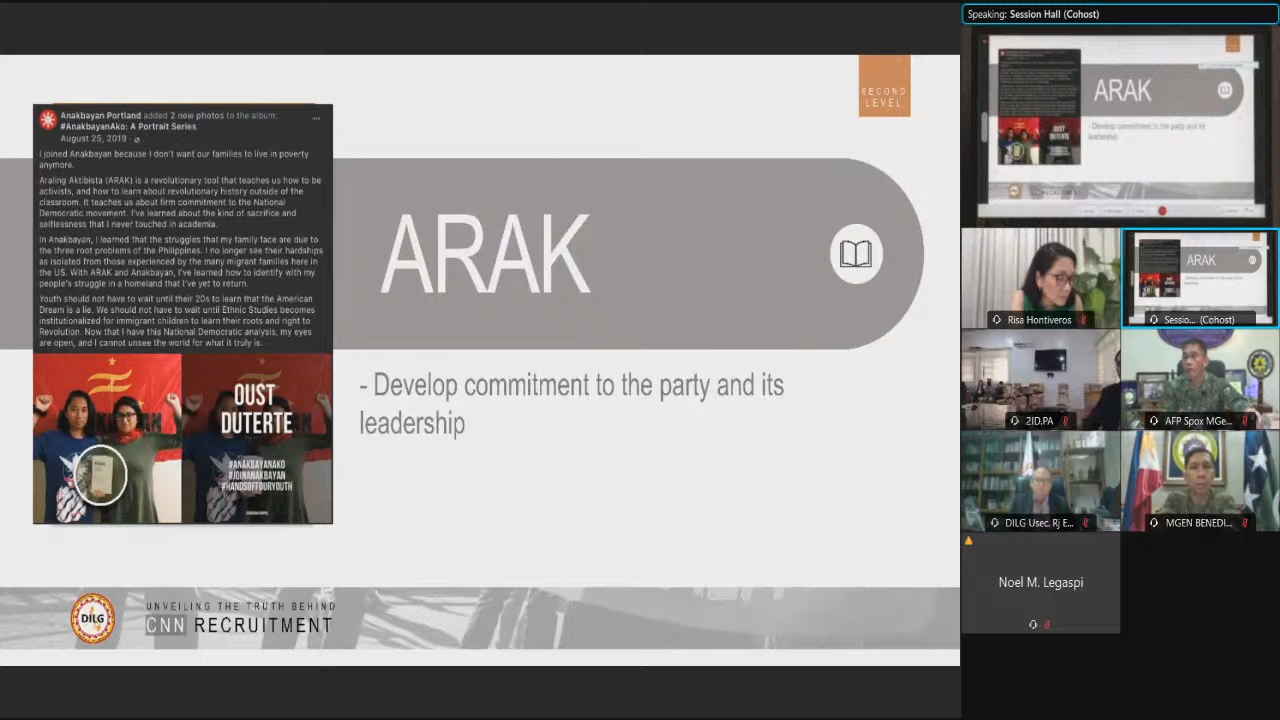 Speaking: Session Hall (Cohost)
SECOND
LEVEL
Anakbayan Portland added 2 new photos to the album:
#AnakbayanAko: A Portrait Series.
August 25, 2019 ·
I joined Anakbayan because I don't want our families to live in poverty
anymore.
Araling Aktibista (ARAK) is a revolutionary tool that teaches us how to be
activists, and how to learn about revolutionary history outside of the
classroom. It teaches us about firm commitment to the National
Democratic movement. I've learned about the kind of sacrifice and
selflessness that I never touched in academia.
In Anakbayan, I learned that the struggles that my family face are due to
the three root problems of the Philippines. I no longer see their hardships
as isolated from those experienced by the many migrant families here in
the US. With ARAK and Anakbayan, I've learned how to identify with my
people's struggle in a homeland that I've yet to return.
Youth should not have to wait until their 20s to learn that the American
Dream is a lie. We should not have to wait until Ethnic Studies becomes
institutionalized for immigrant children to learn their roots and right to
Revolution. Now that I have this National Democratic analysis, my eyes
are open, and I cannot unsee the world for what it truly is.
OUST
DUTERTE
#ANAKBAYANAKO
#JOINANAKBAYAN
#HANDSOFFOURYOUTH
ARAK
- Develop commitment to the party and its
leadership
DILG
UNVEILING THE TRUTH BEHIND
CNN RECRUITMENT
ARAK
- Develop commitment to the party and its
leadership
OUST
DUTERTE
Risa Hontiveros
ARAK
Sessio... (Cohost)
2ID.PA
AFP Spox MGe...
DILG Usec. Rj E...
MGEN BENEDI...
Noel M. Legaspi